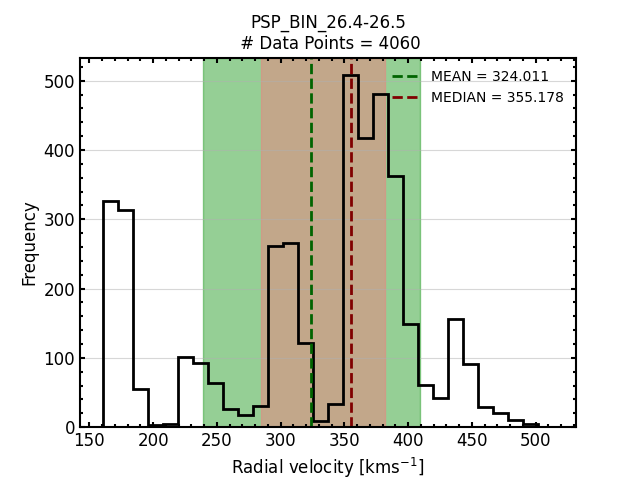 PSP_BIN_26.4-26.5
# Data Points = 4060
MEAN = 324.011
MEDIAN = 355.178
Frequency
500
400
300
200
100
0
150 200 250 300 350 400 450 500
Radial velocity [kms⁻¹]